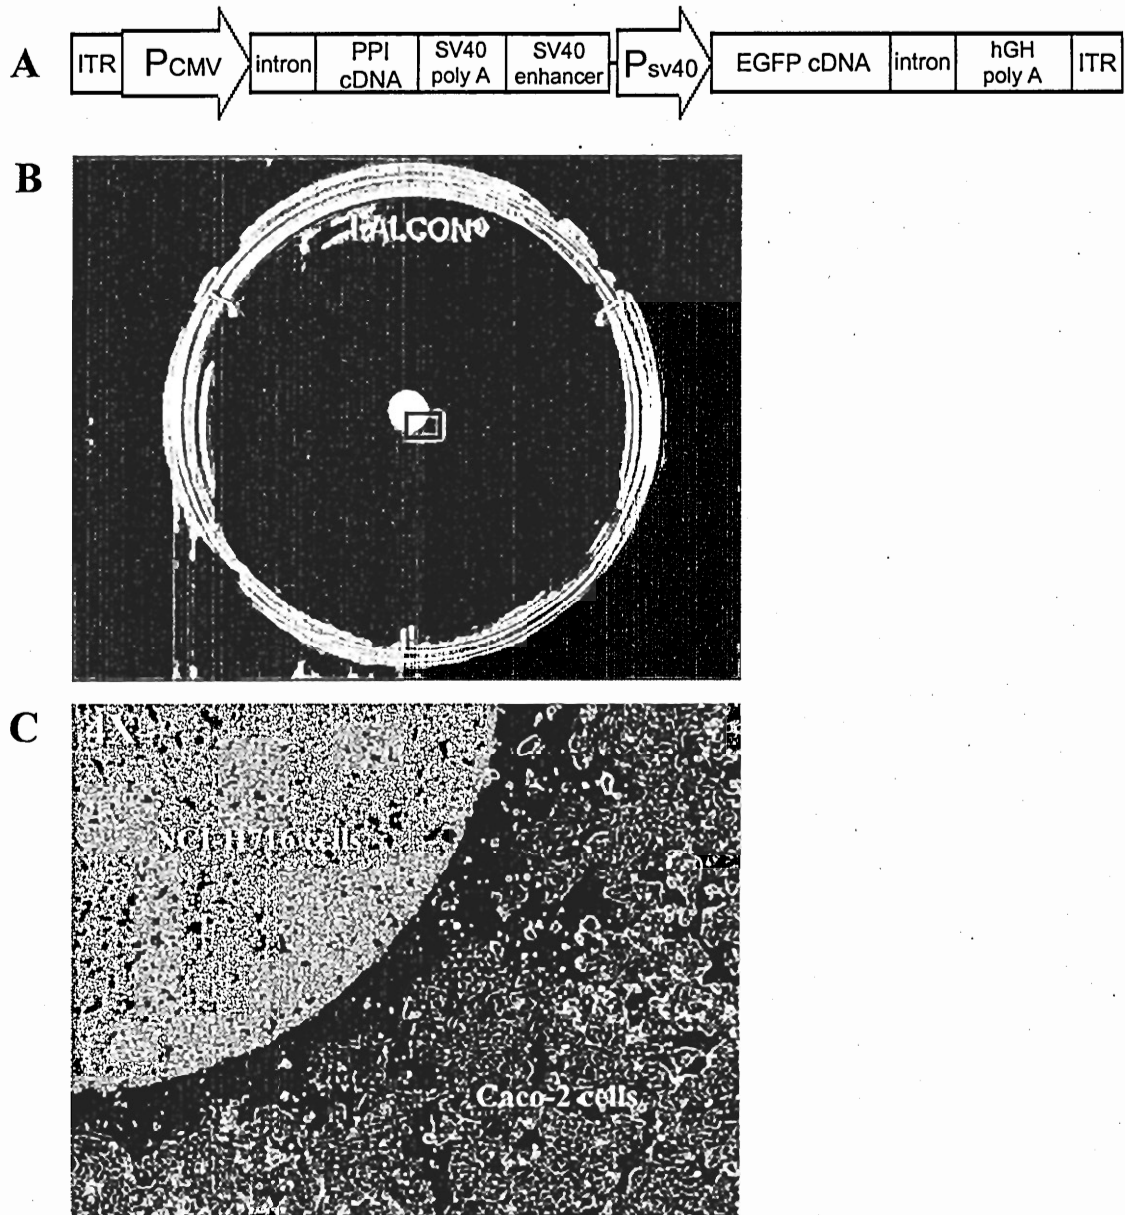 A
ITR
PCMV
intron
PPI
cDNA
SV40
poly A
SV40
enhancer
Psv40
EGFP cDNA
intron
hGH
poly A
ITR
B
FALCON®
C
4X
NCI-H716 cells
Caco-2 cells